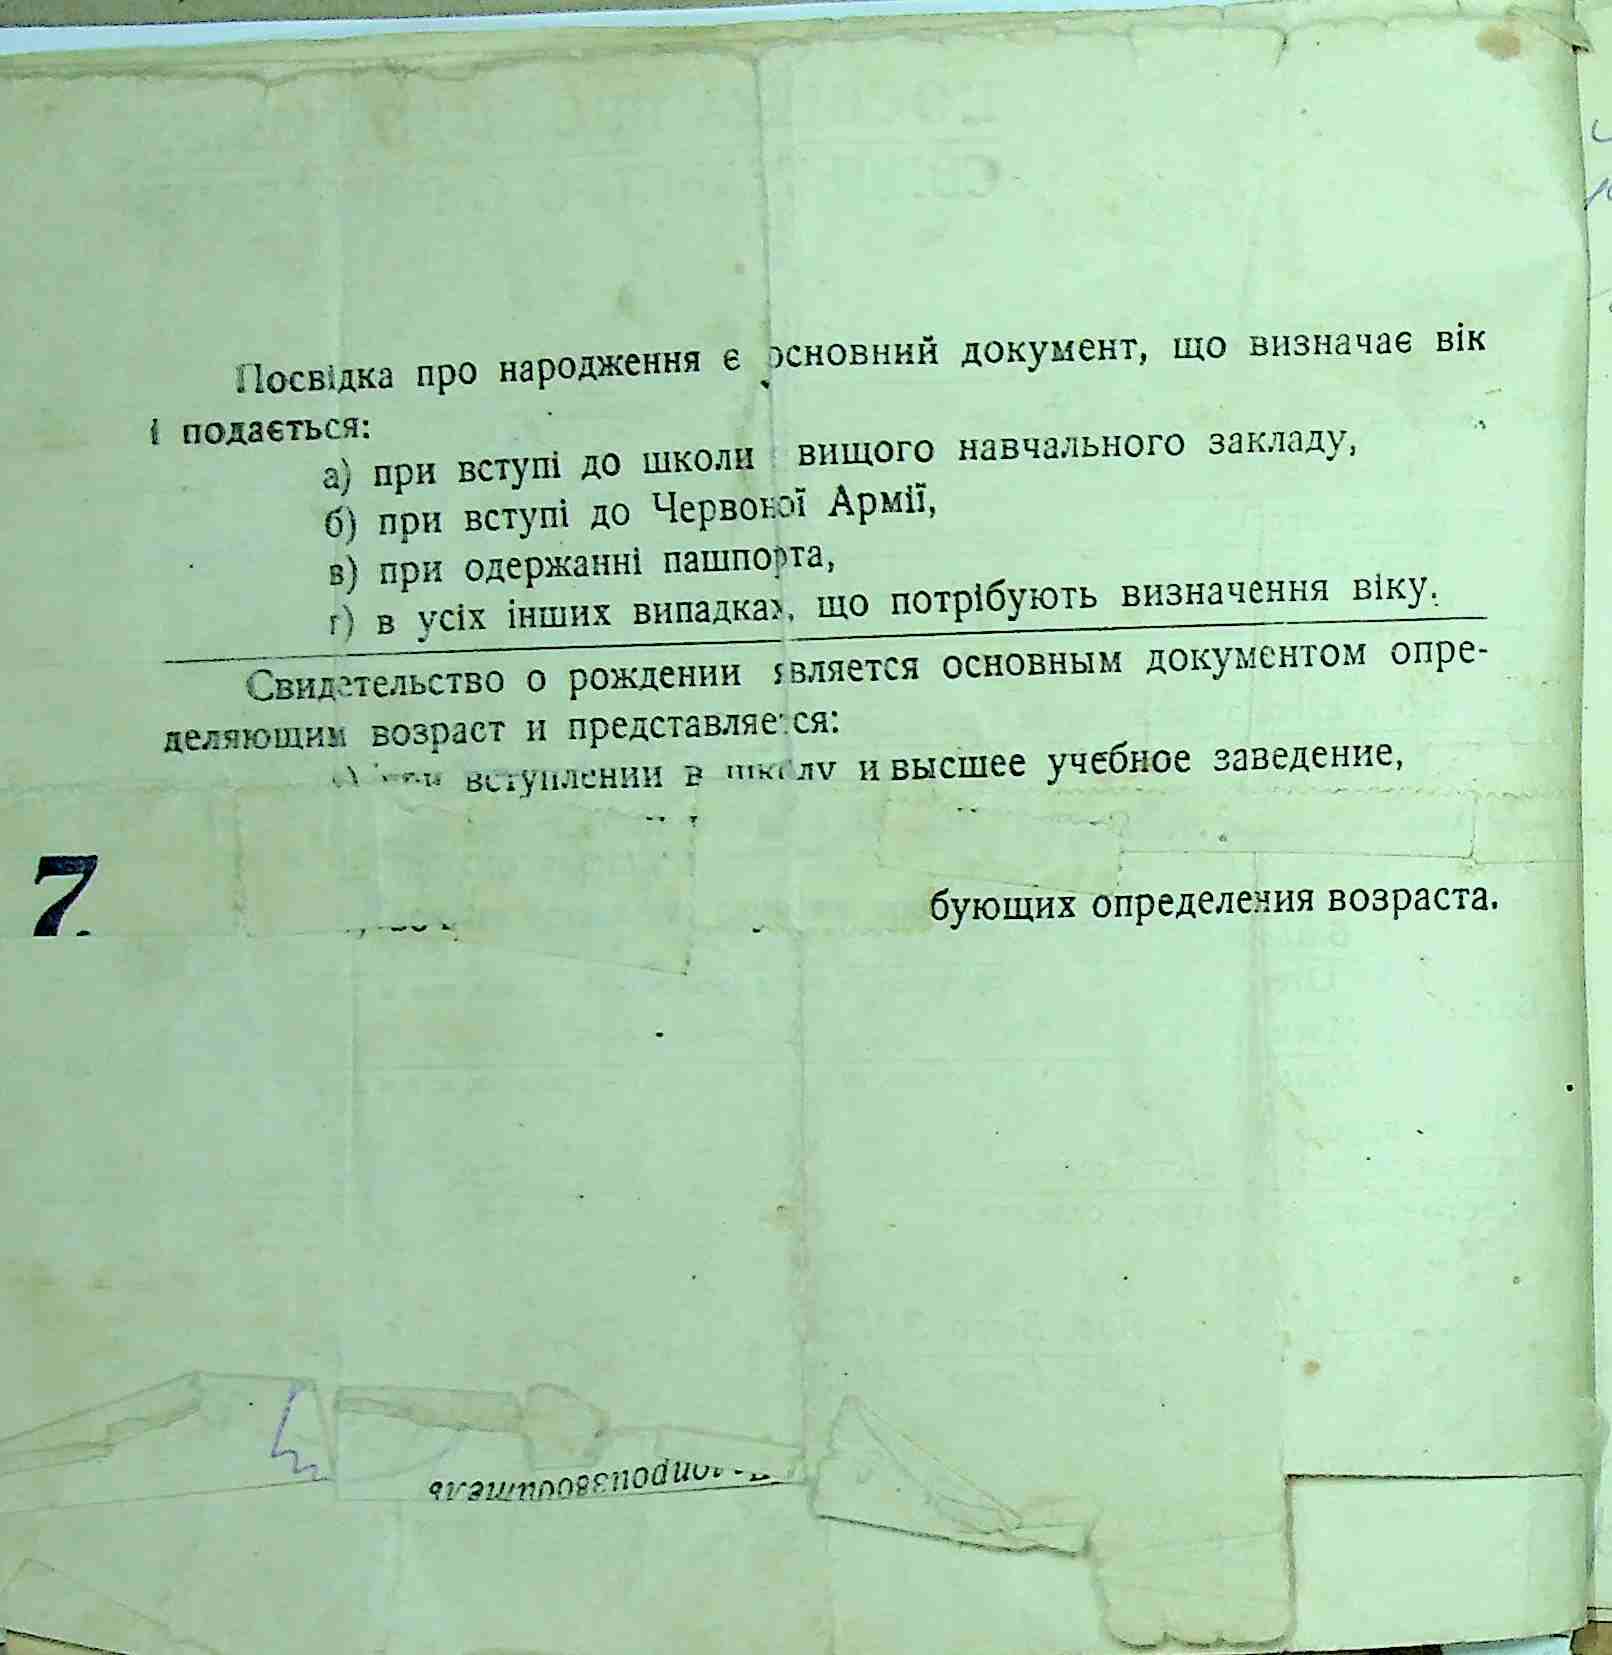 Посвідка про народження є основний документ, що визначає вік
і подається:
а) при вступі до школи вищого навчального закладу,
б) при вступі до Червоної Армії,
в) при одержанні пашпорта,
г) в усіх інших випадках, що потрібують визначення віку.
Свидетельство о рождении является основным документом опре-
деляющим возраст и представляется:
вступлении в школу и высшее учебное заведение,
7.
бующих определения возраста.